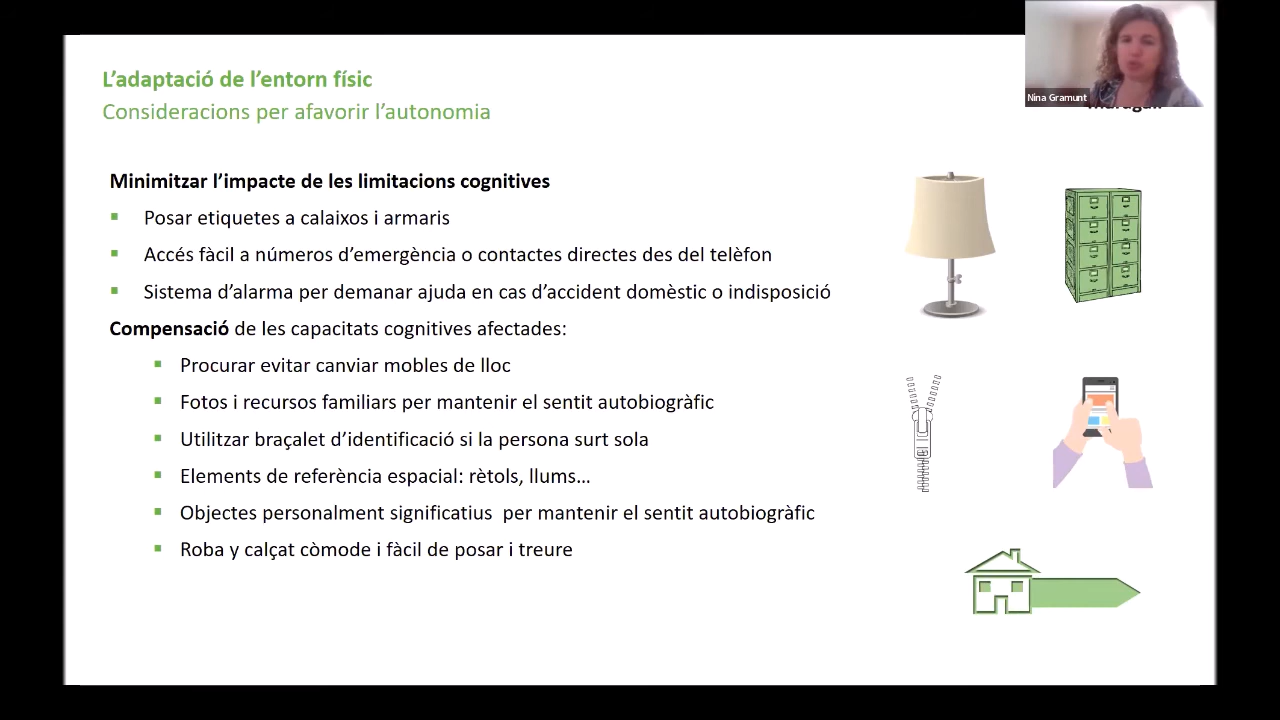 L'adaptació de l'entorn físic
Consideracions per afavorir l'autonomia
Nina Gramunt
Minimitzar l'impacte de les limitacions cognitives
Posar etiquetes a calaixos i armaris
Accés fàcil a números d'emergència o contactes directes des del telèfon
Sistema d'alarma per demanar ajuda en cas d'accident domèstic o indisposició
Compensació de les capacitats cognitives afectades:
Procurar evitar canviar mobles de lloc
Fotos i recursos familiars per mantenir el sentit autobiogràfic
Utilitzar braçalet d'identificació si la persona surt sola
Elements de referència espacial: rètols, llums…
Objectes personalment significatius per mantenir el sentit autobiogràfic
Roba y calçat còmode i fàcil de posar i treure